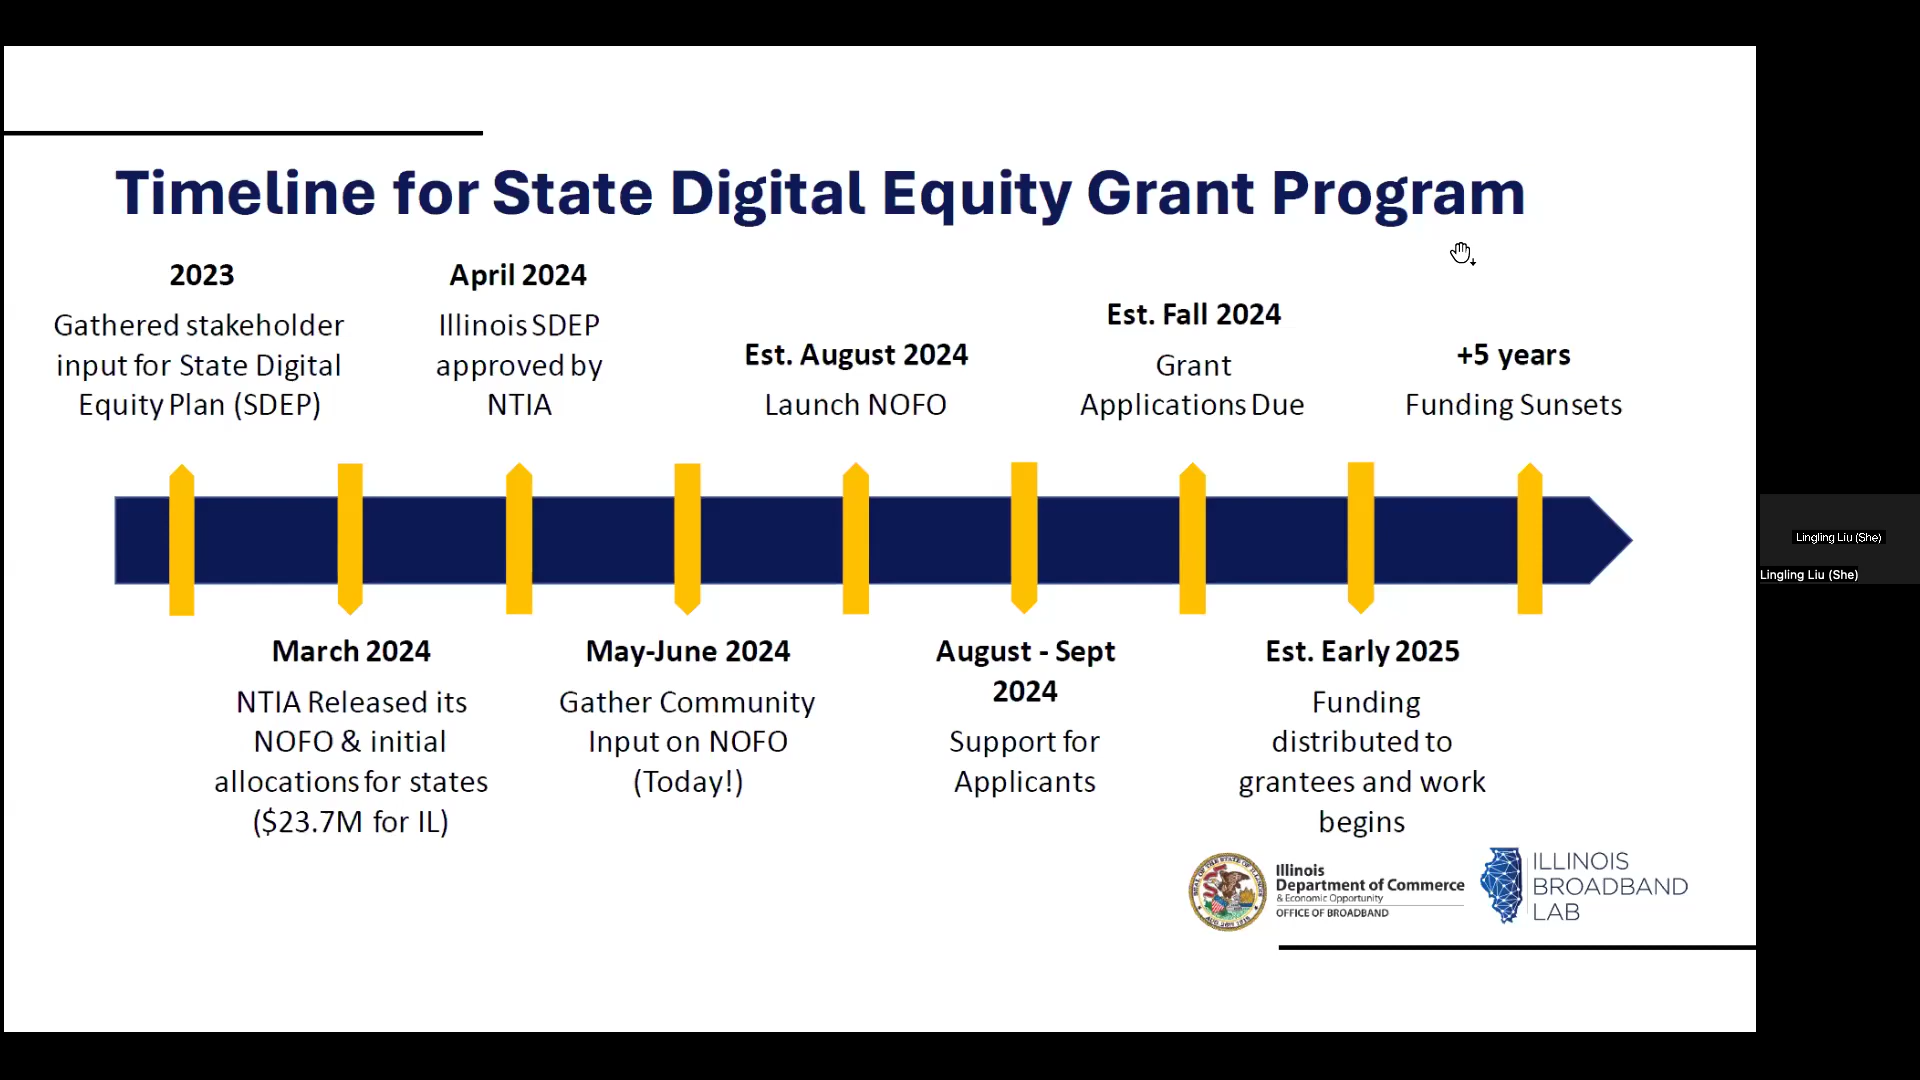 Timeline for State Digital Equity Grant Program
2023
Gathered stakeholder
input for State Digital
Equity Plan (SDEP)
April 2024
Illinois SDEP
approved by
NTIA
Est. August 2024
Launch NOFO
Est. Fall 2024
Grant
Applications Due
+5 years
Funding Sunsets
March 2024
NTIA Released its
NOFO & initial
allocations for states
($23.7M for IL)
May-June 2024
Gather Community
Input on NOFO
(Today!)
August - Sept
2024
Support for
Applicants
Est. Early 2025
Funding
distributed to
grantees and work
begins
Illinois
Department of Commerce
& Economic Opportunity
OFFICE OF BROADBAND
ILLINOIS
BROADBAND
LAB
Lingling Liu (She)
Lingling Liu (She)